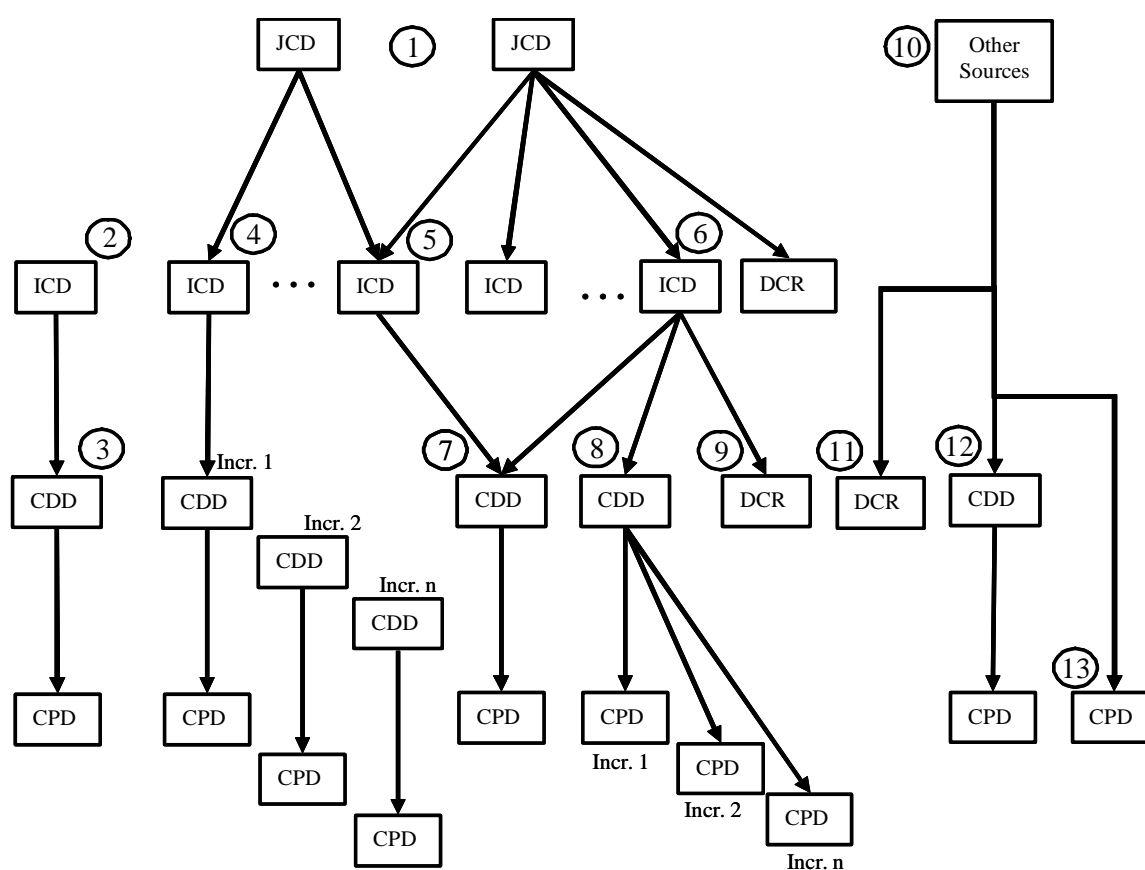 JCD
1
JCD
10
Other
Sources
2
4
5
6
ICD
ICD
. . .
ICD
ICD
. . .
ICD
DCR
3
7
8
9
11
12
Incr. 1
CDD
CDD
CDD
CDD
DCR
DCR
CDD
Incr. 2
CDD
Incr. n
CDD
13
CPD
CPD
CPD
CPD
CPD
CPD
Incr. 1
CPD
CPD
Incr. 2
CPD
CPD
Incr. n